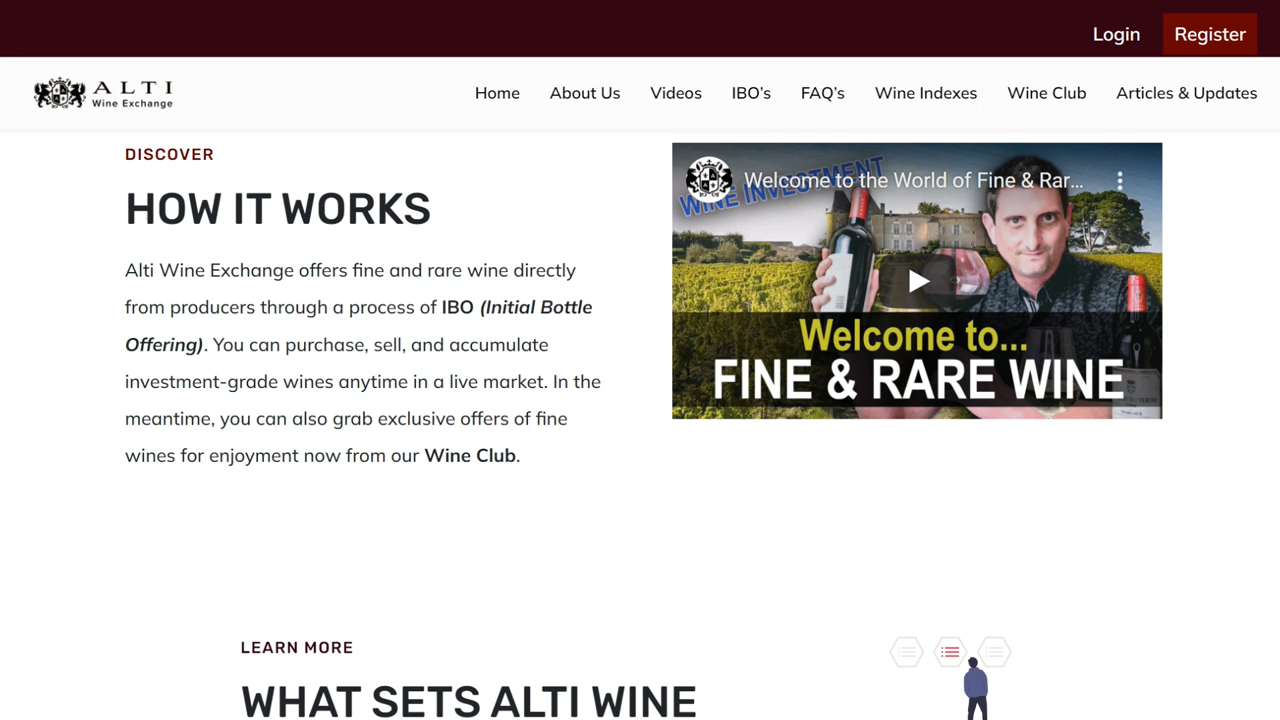 Login
Register
ALTI
Wine Exchange
Home
About Us
Videos
IBO’s
FAQ’s
Wine Indexes
Wine Club
Articles & Updates
DISCOVER
HOW IT WORKS
Alti Wine Exchange offers fine and rare wine directly
from producers through a process of IBO (Initial Bottle
Offering). You can purchase, sell, and accumulate
investment-grade wines anytime in a live market. In the
meantime, you can also grab exclusive offers of fine
wines for enjoyment now from our Wine Club.
Welcome to the World of Fine & Rar...
WINE INVESTMENT
Welcome to...
FINE & RARE WINE
LEARN MORE
WHAT SETS ALTI WINE